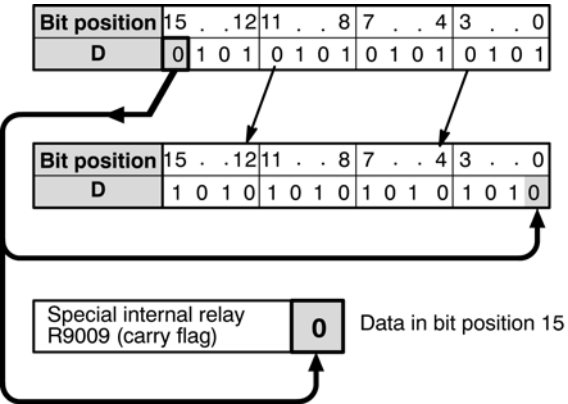 Bit position 15 . . 12 11 . . 8 7 . . 4 3 . . 0
D 0 1 0 1 0 1 0 1 0 1 0 1 0 1 0 1
Bit position 15 . . 12 11 . . 8 7 . . 4 3 . . 0
D 1 0 1 0 1 0 1 0 1 0 1 0 1 0 1 0
Special internal relay
R9009 (carry flag)
0
Data in bit position 15